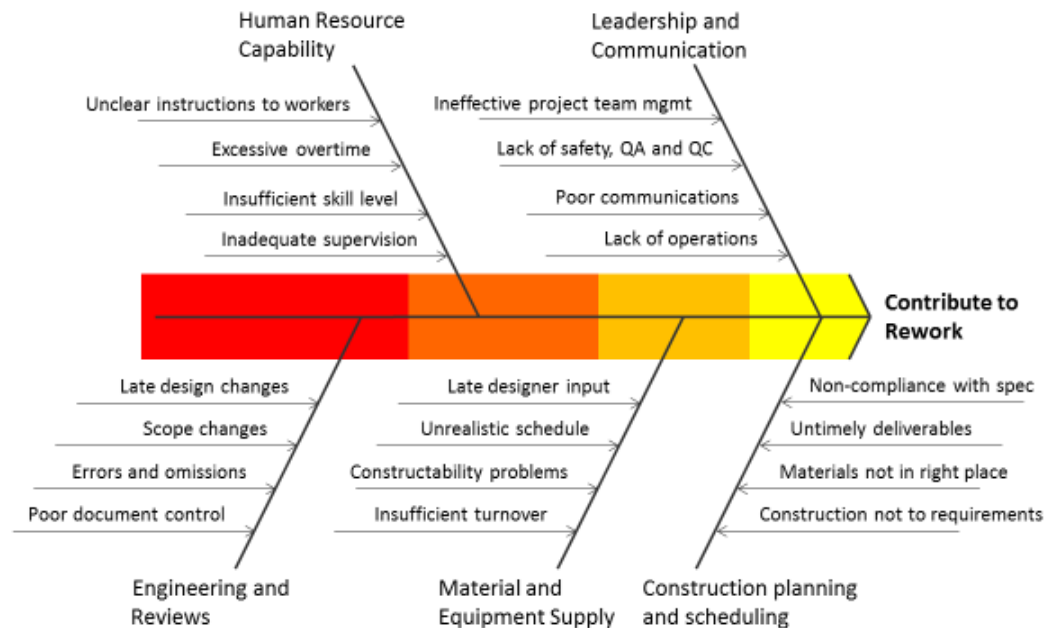 Human Resource
Capability
Leadership and
Communication
Unclear instructions to workers
Excessive overtime
Insufficient skill level
Inadequate supervision
Ineffective project team mgmt
Lack of safety, QA and QC
Poor communications
Lack of operations
Contribute to
Rework
Late design changes
Scope changes
Errors and omissions
Poor document control
Late designer input
Unrealistic schedule
Constructability problems
Insufficient turnover
Non-compliance with spec
Untimely deliverables
Materials not in right place
Construction not to requirements
Engineering and
Reviews
Material and
Equipment Supply
Construction planning
and scheduling